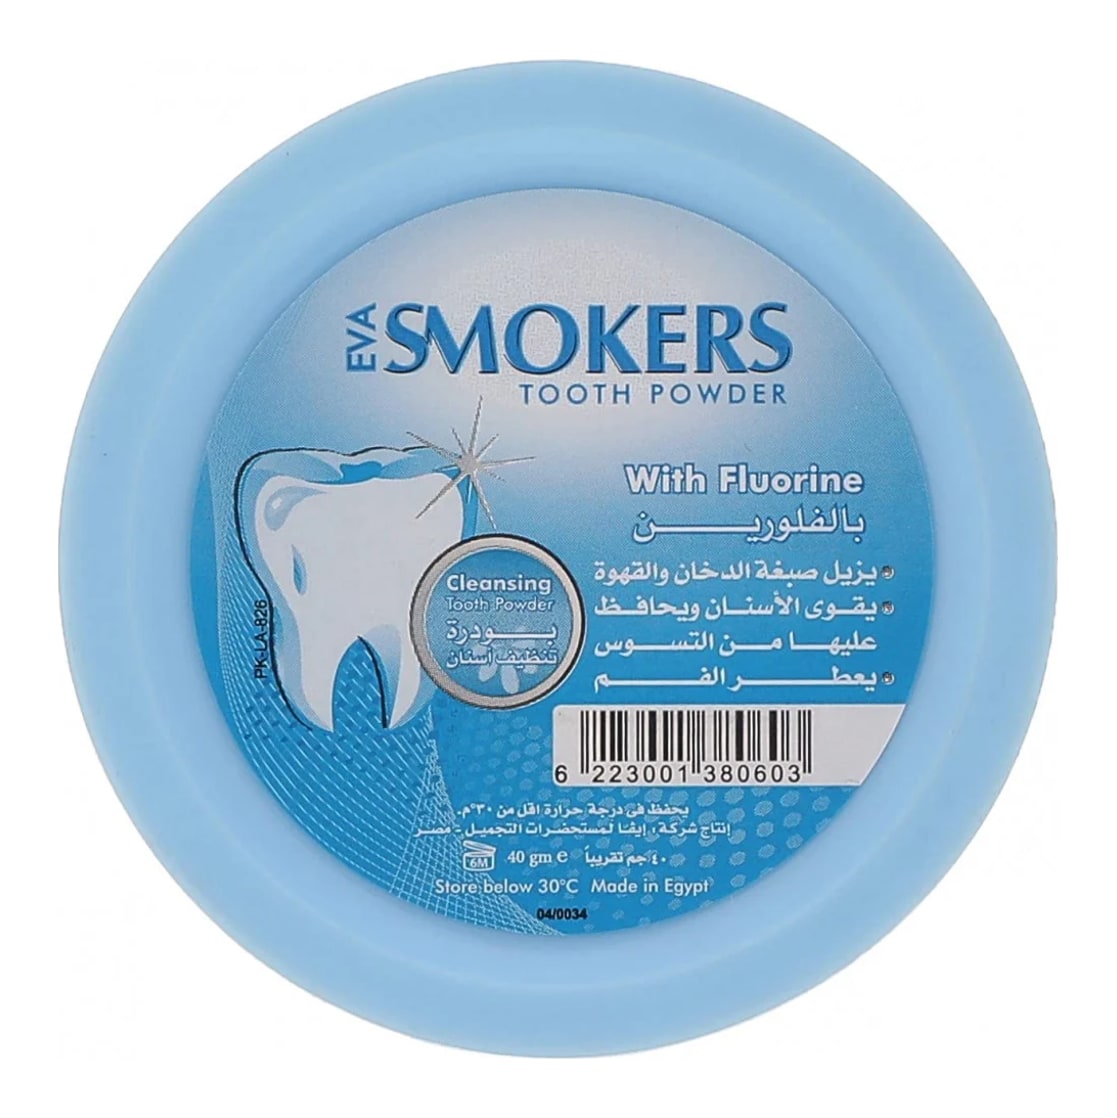 EVA SMOKERS
TOOTH POWDER
With Fluorine
بالفلورين
• يزيل صبغة الدخان والقهوة
• يقوى الأسنان ويحافظ
عليها من التسوس
• يعطر الفم
Cleansing
Tooth Powder
بودرة
تنظيف أسنان
PK-LA-826
6 223001 380603
يحفظ فى درجة حرارة اقل من ٣٠°م.
إنتاج شركة، إيڤا لمستحضرات التجميل - مصر
6M 40 gm e ٤٠ جم تقريباً
Store below 30°C Made in Egypt
04/0034